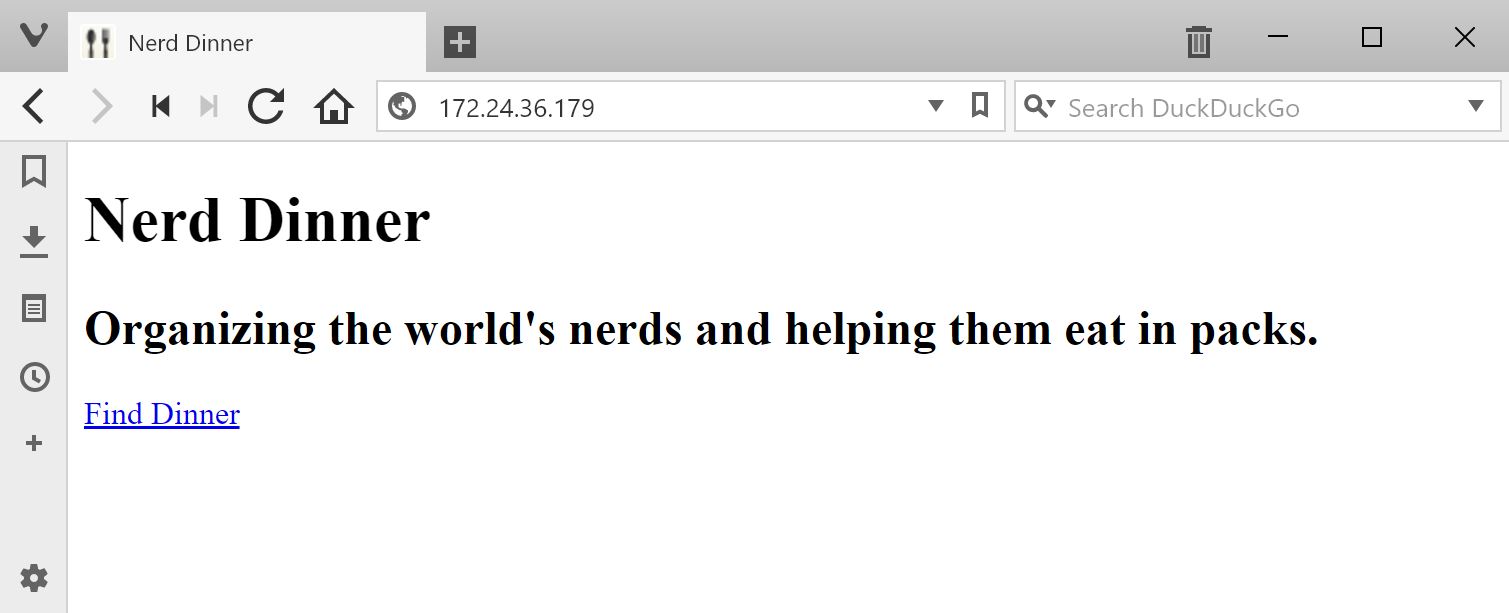 Nerd Dinner
172.24.36.179
Search DuckDuckGo
Nerd Dinner
Organizing the world's nerds and helping them eat in packs.
Find Dinner